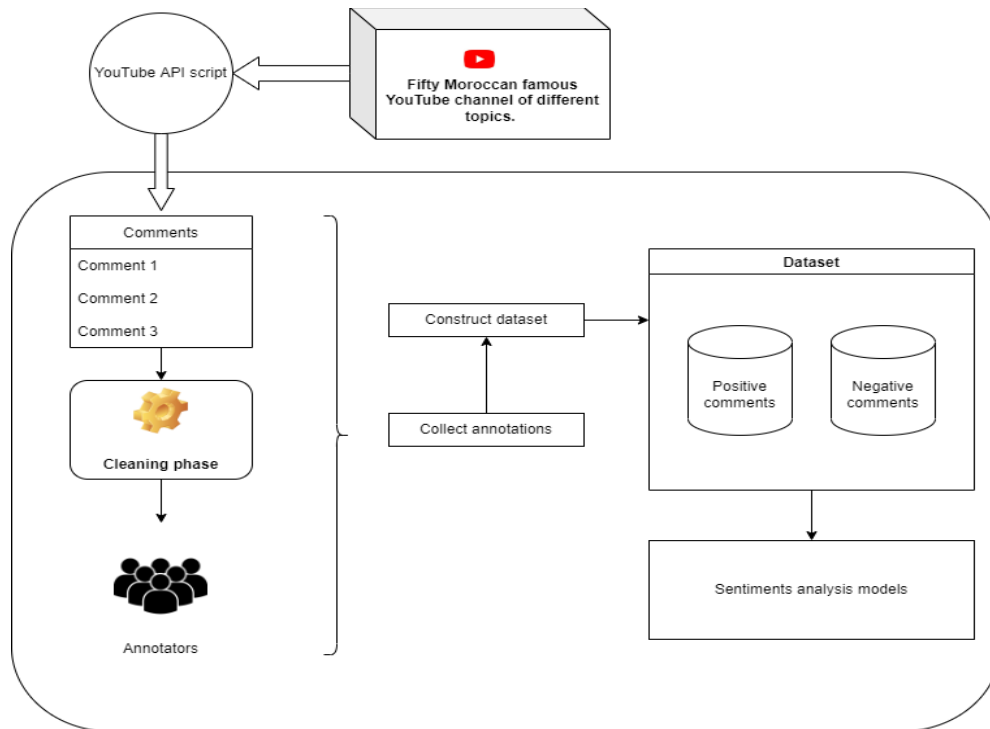 YouTube API script
Fifty Moroccan famous
YouTube channel of different
topics.
Comments
Comment 1
Comment 2
Comment 3
Cleaning phase
Annotators
Construct dataset
Collect annotations
Dataset
Positive
comments
Negative
comments
Sentiments analysis models